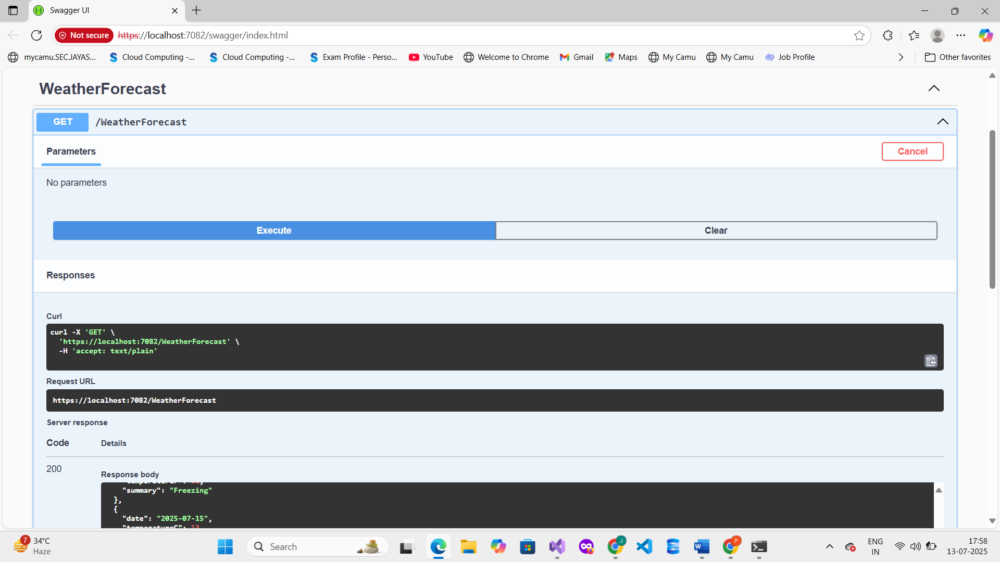 Swagger UI
Not secure https://localhost:7082/swagger/index.html
mycamu.SEC.JAYAS... Cloud Computing -... Cloud Computing -... Exam Profile - Perso... YouTube Welcome to Chrome Gmail Maps My Camu My Camu Job Profile Other favorites
WeatherForecast
GET /WeatherForecast
Parameters Cancel
No parameters
Execute Clear
Responses
Curl
curl -X 'GET' \
'https://localhost:7082/WeatherForecast' \
-H 'accept: text/plain'
Request URL
https://localhost:7082/WeatherForecast
Server response
Code Details
200
Response body
"summary": "Freezing"
},
{
"date": "2025-07-15",
"temperatureC": 13
7 34°C
Haze
Search
J
P
ENG
IN
17:58
13-07-2025